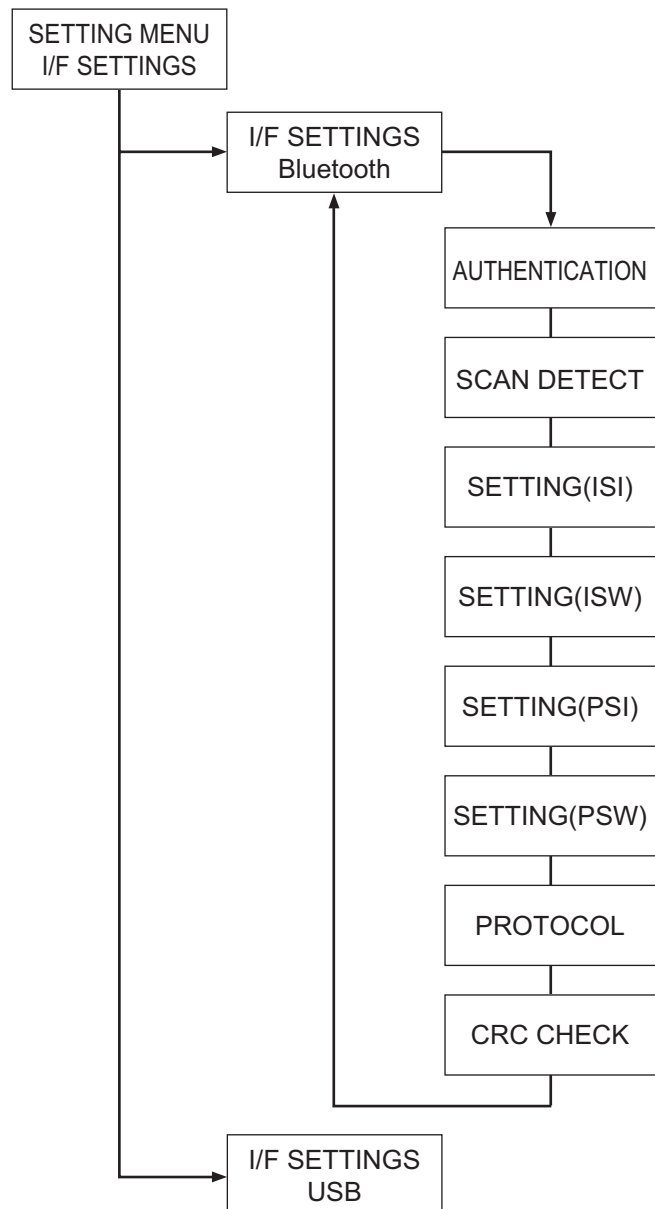 SETTING MENU
I/F SETTINGS
I/F SETTINGS
Bluetooth
AUTHENTICATION
SCAN DETECT
SETTING(ISI)
SETTING(ISW)
SETTING(PSI)
SETTING(PSW)
PROTOCOL
CRC CHECK
I/F SETTINGS
USB